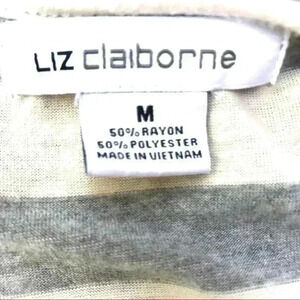 Liz claiborne
M
50% RAYON
50% POLYESTER
MADE IN VIETNAM